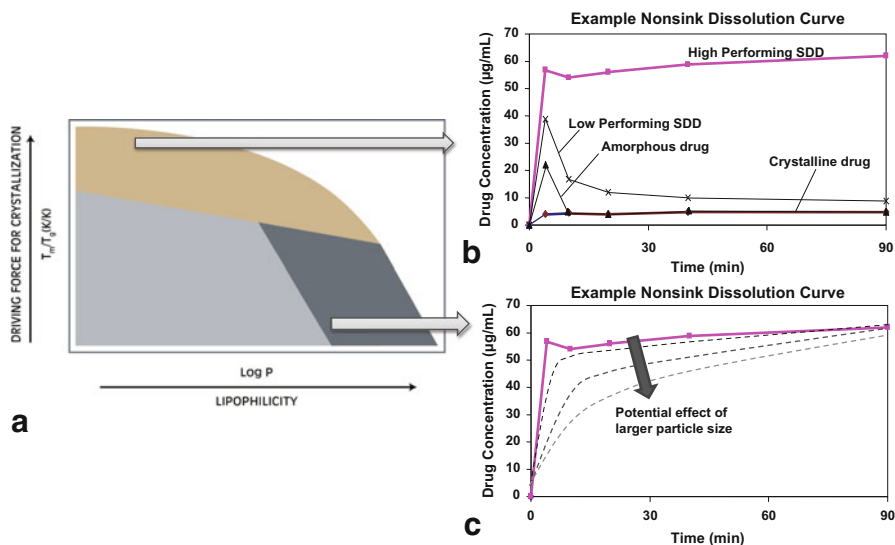 a
DRIVING FORCE FOR CRYSTALLIZATION
Tm/Tg(K/K)
Log P
LIPOPHILICITY
b
Example Nonsink Dissolution Curve
Drug Concentration (µg/mL)
70
60
50
40
30
20
10
0
High Performing SDD
Low Performing SDD
Amorphous drug
Crystalline drug
0 30 60 90
Time (min)
c
Example Nonsink Dissolution Curve
Drug Concentration (µg/mL)
70
60
50
40
30
20
10
0
Potential effect of
larger particle size
0 30 60 90
Time (min)